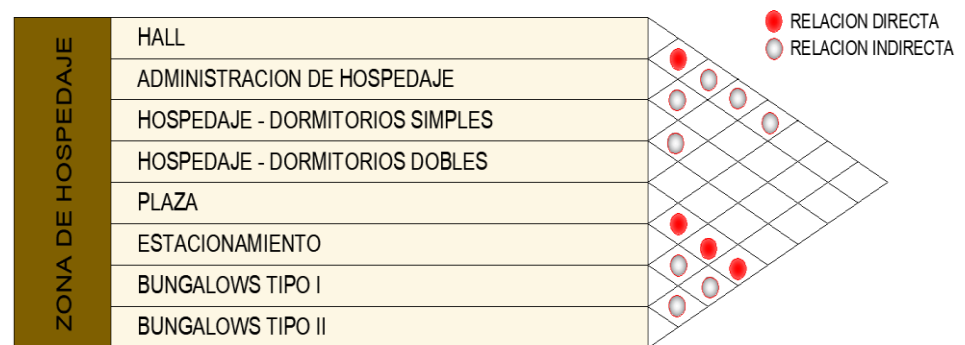 ZONA DE HOSPEDAJE
HALL
ADMINISTRACION DE HOSPEDAJE
HOSPEDAJE - DORMITORIOS SIMPLES
HOSPEDAJE - DORMITORIOS DOBLES
PLAZA
ESTACIONAMIENTO
BUNGALOWS TIPO I
BUNGALOWS TIPO II
RELACION DIRECTA
RELACION INDIRECTA